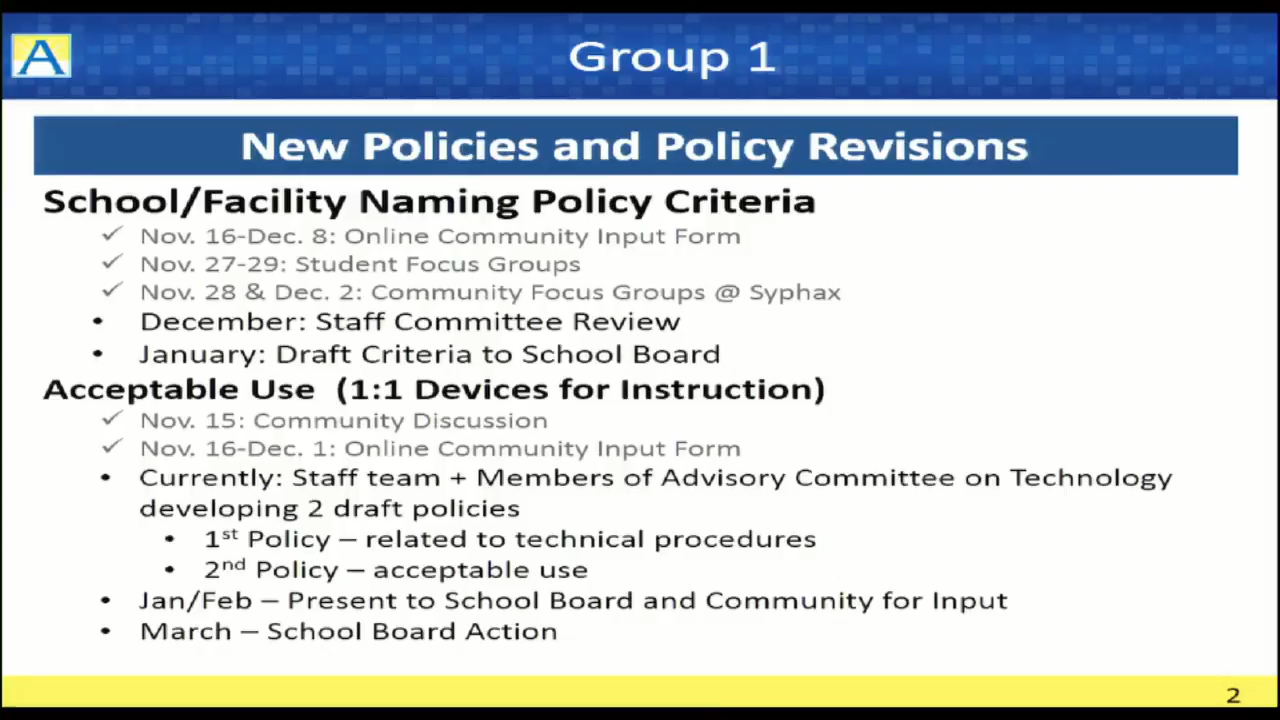 A
Group 1
New Policies and Policy Revisions
School/Facility Naming Policy Criteria
✓ Nov. 16-Dec. 8: Online Community Input Form
✓ Nov. 27-29: Student Focus Groups
✓ Nov. 28 & Dec. 2: Community Focus Groups @ Syphax
• December: Staff Committee Review
• January: Draft Criteria to School Board
Acceptable Use (1:1 Devices for Instruction)
✓ Nov. 15: Community Discussion
✓ Nov. 16-Dec. 1: Online Community Input Form
• Currently: Staff team + Members of Advisory Committee on Technology
developing 2 draft policies
• 1st Policy – related to technical procedures
• 2nd Policy – acceptable use
• Jan/Feb – Present to School Board and Community for Input
• March – School Board Action
2